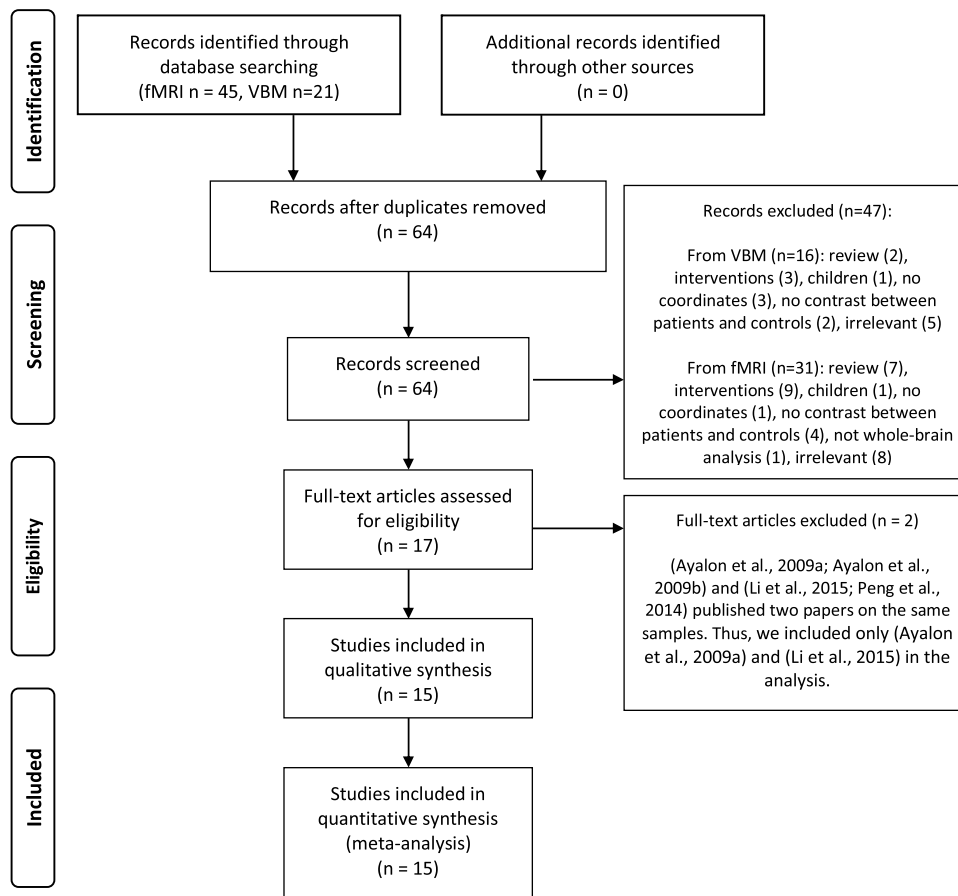 Identification
Records identified through
database searching
(fMRI n = 45, VBM n=21)
Additional records identified
through other sources
(n = 0)
Records after duplicates removed
(n = 64)
Screening
Records screened
(n = 64)
Records excluded (n=47):
From VBM (n=16): review (2),
interventions (3), children (1), no
coordinates (3), no contrast between
patients and controls (2), irrelevant (5)
From fMRI (n=31): review (7),
interventions (9), children (1), no
coordinates (1), no contrast between
patients and controls (4), not whole-brain
analysis (1), irrelevant (8)
Eligibility
Full-text articles assessed
for eligibility
(n = 17)
Full-text articles excluded (n = 2)
(Ayalon et al., 2009a; Ayalon et al.,
2009b) and (Li et al., 2015; Peng et al.,
2014) published two papers on the same
samples. Thus, we included only (Ayalon
et al., 2009a) and (Li et al., 2015) in the
analysis.
Studies included in
qualitative synthesis
(n = 15)
Included
Studies included in
quantitative synthesis
(meta-analysis)
(n = 15)